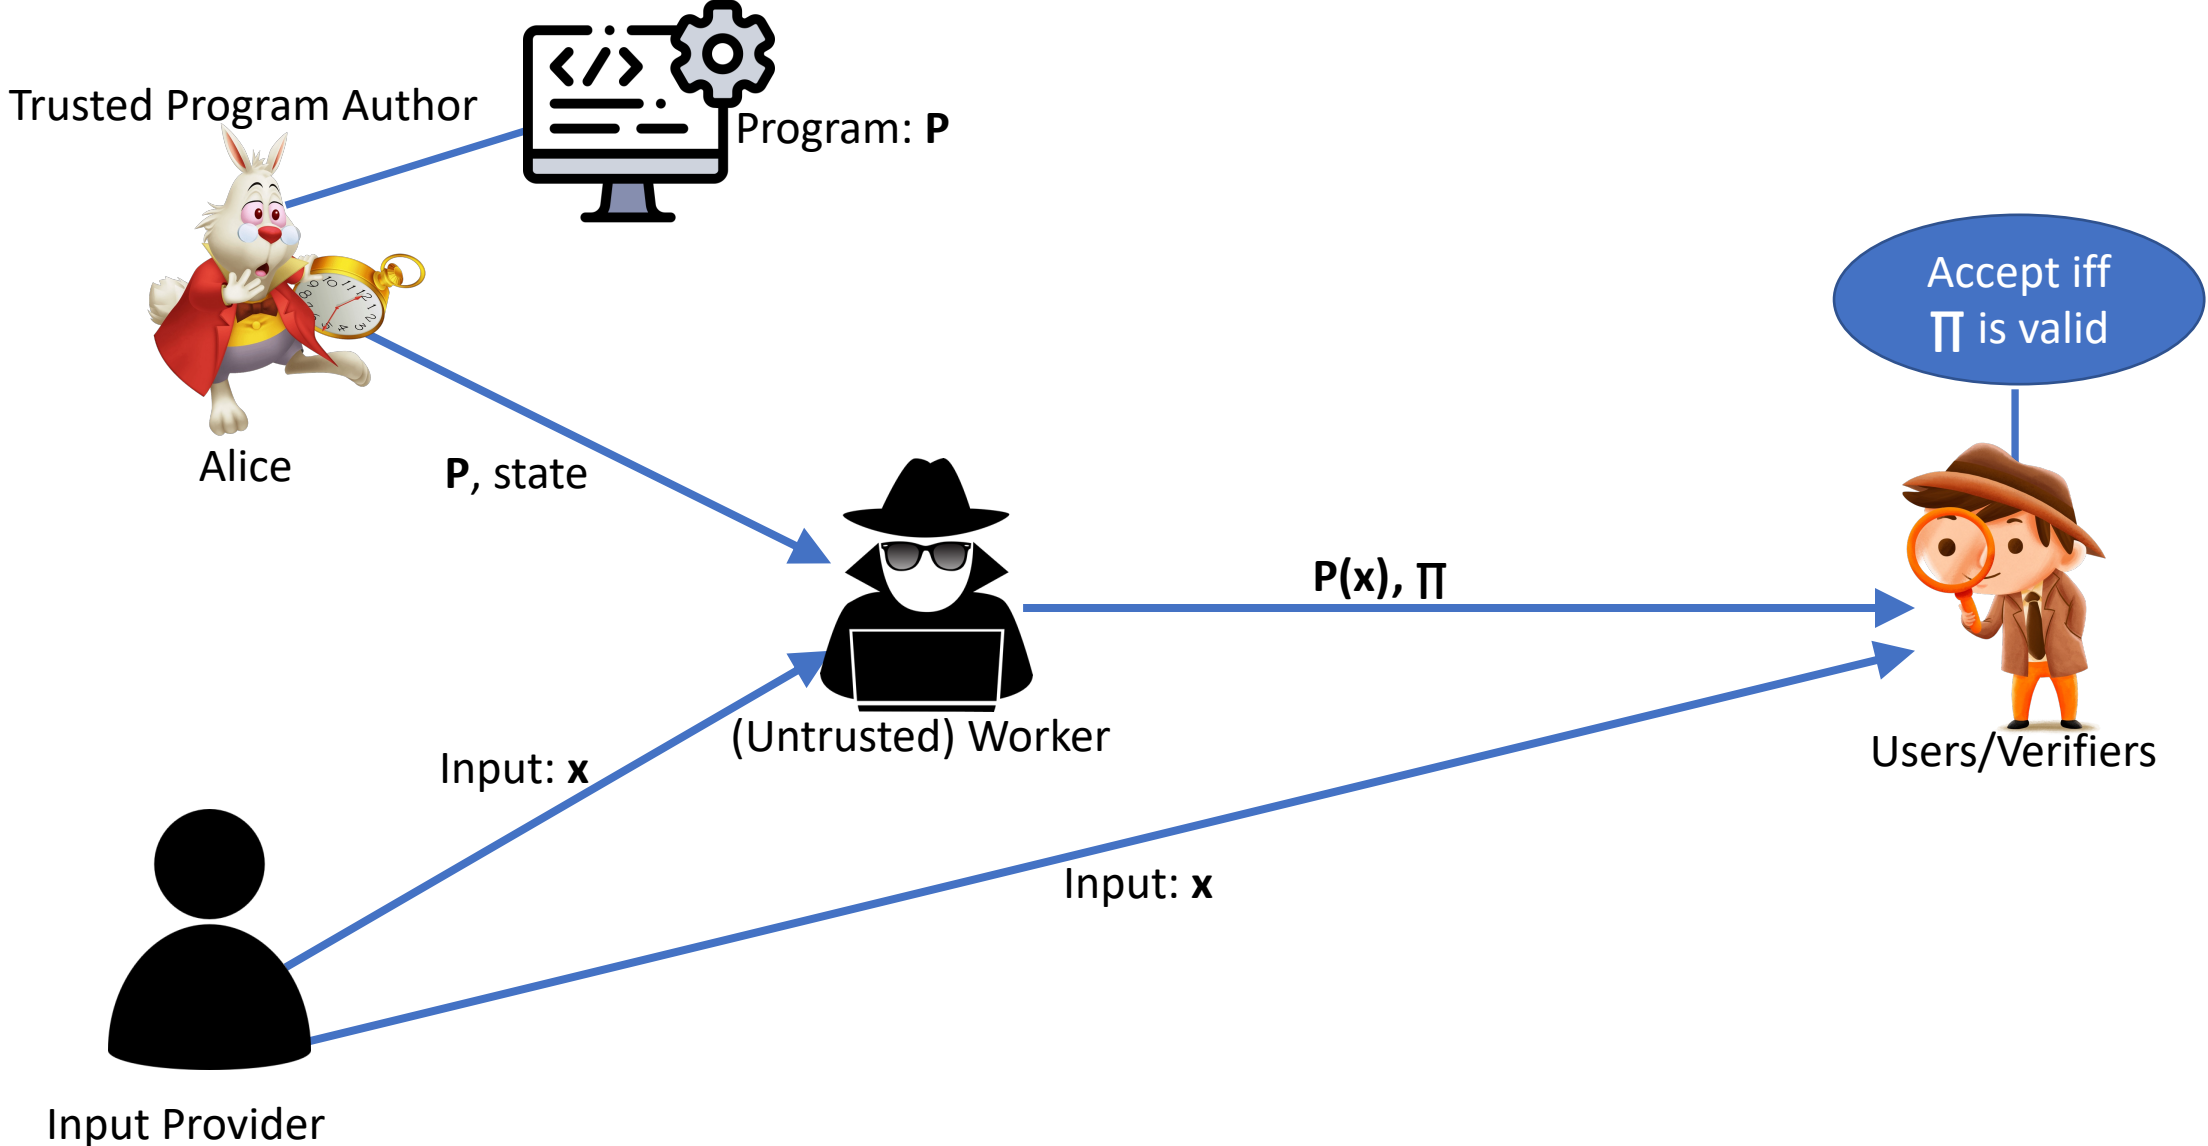 Trusted Program Author
</>
Program: P
Alice
P, state
Accept iff
∏ is valid
P(x), ∏
(Untrusted) Worker
Users/Verifiers
Input: x
Input: x
Input Provider